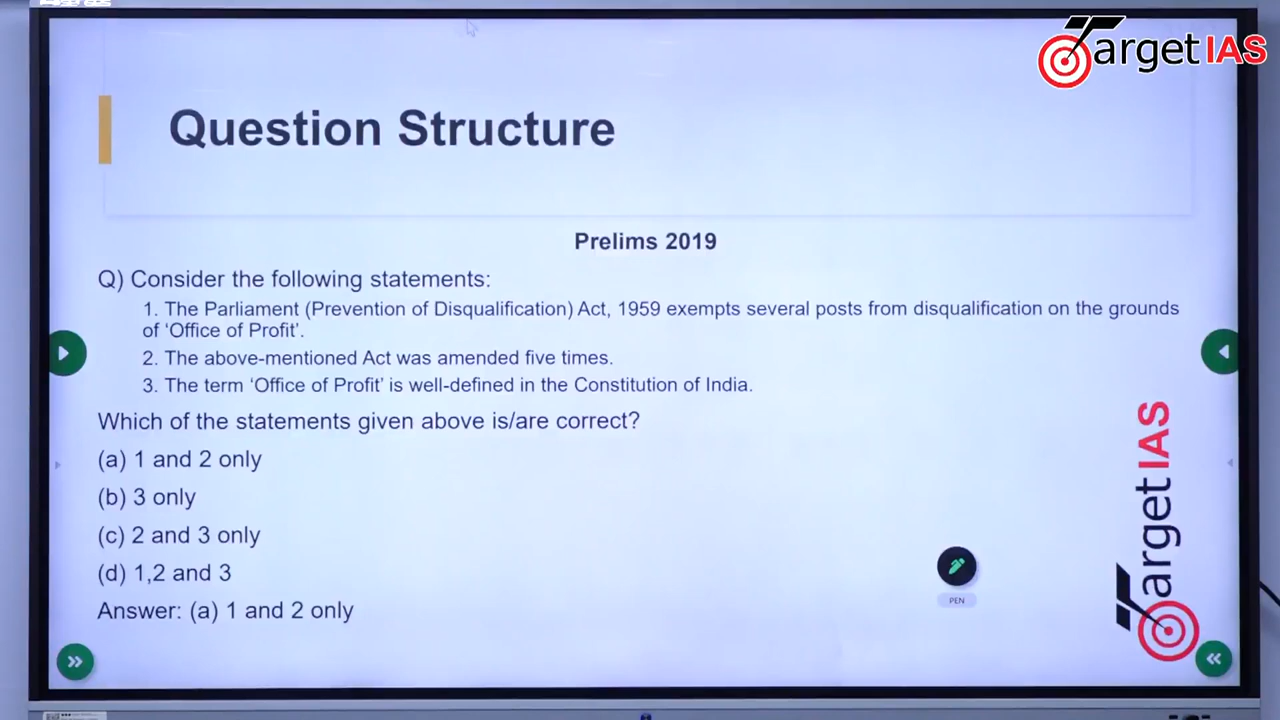 Target IAS
Question Structure
Prelims 2019
Q) Consider the following statements:
1. The Parliament (Prevention of Disqualification) Act, 1959 exempts several posts from disqualification on the grounds
of ‘Office of Profit’.
2. The above-mentioned Act was amended five times.
3. The term ‘Office of Profit’ is well-defined in the Constitution of India.
Which of the statements given above is/are correct?
(a) 1 and 2 only
(b) 3 only
(c) 2 and 3 only
(d) 1,2 and 3
Answer: (a) 1 and 2 only
PEN
Target IAS